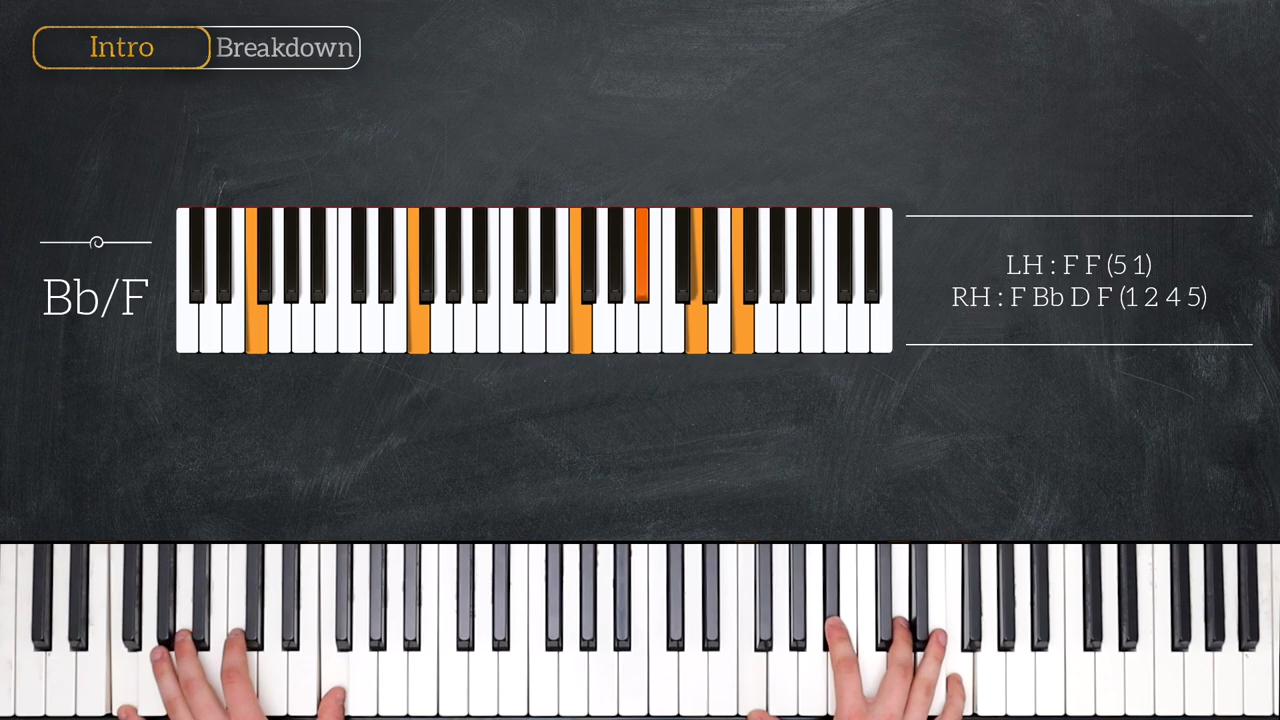 Intro
Breakdown
Bb/F
LH : F F (5 1)
RH : F Bb D F (1 2 4 5)